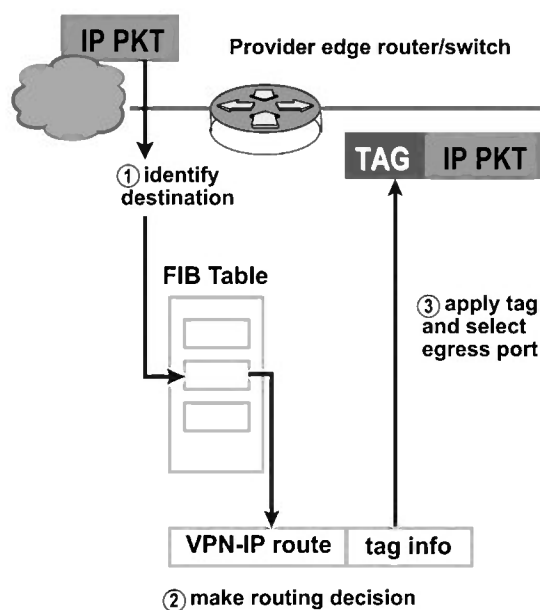 IP PKT
Provider edge router/switch
TAG IP PKT
① identify
destination
FIB Table
③ apply tag
and select
egress port
VPN-IP route tag info
② make routing decision